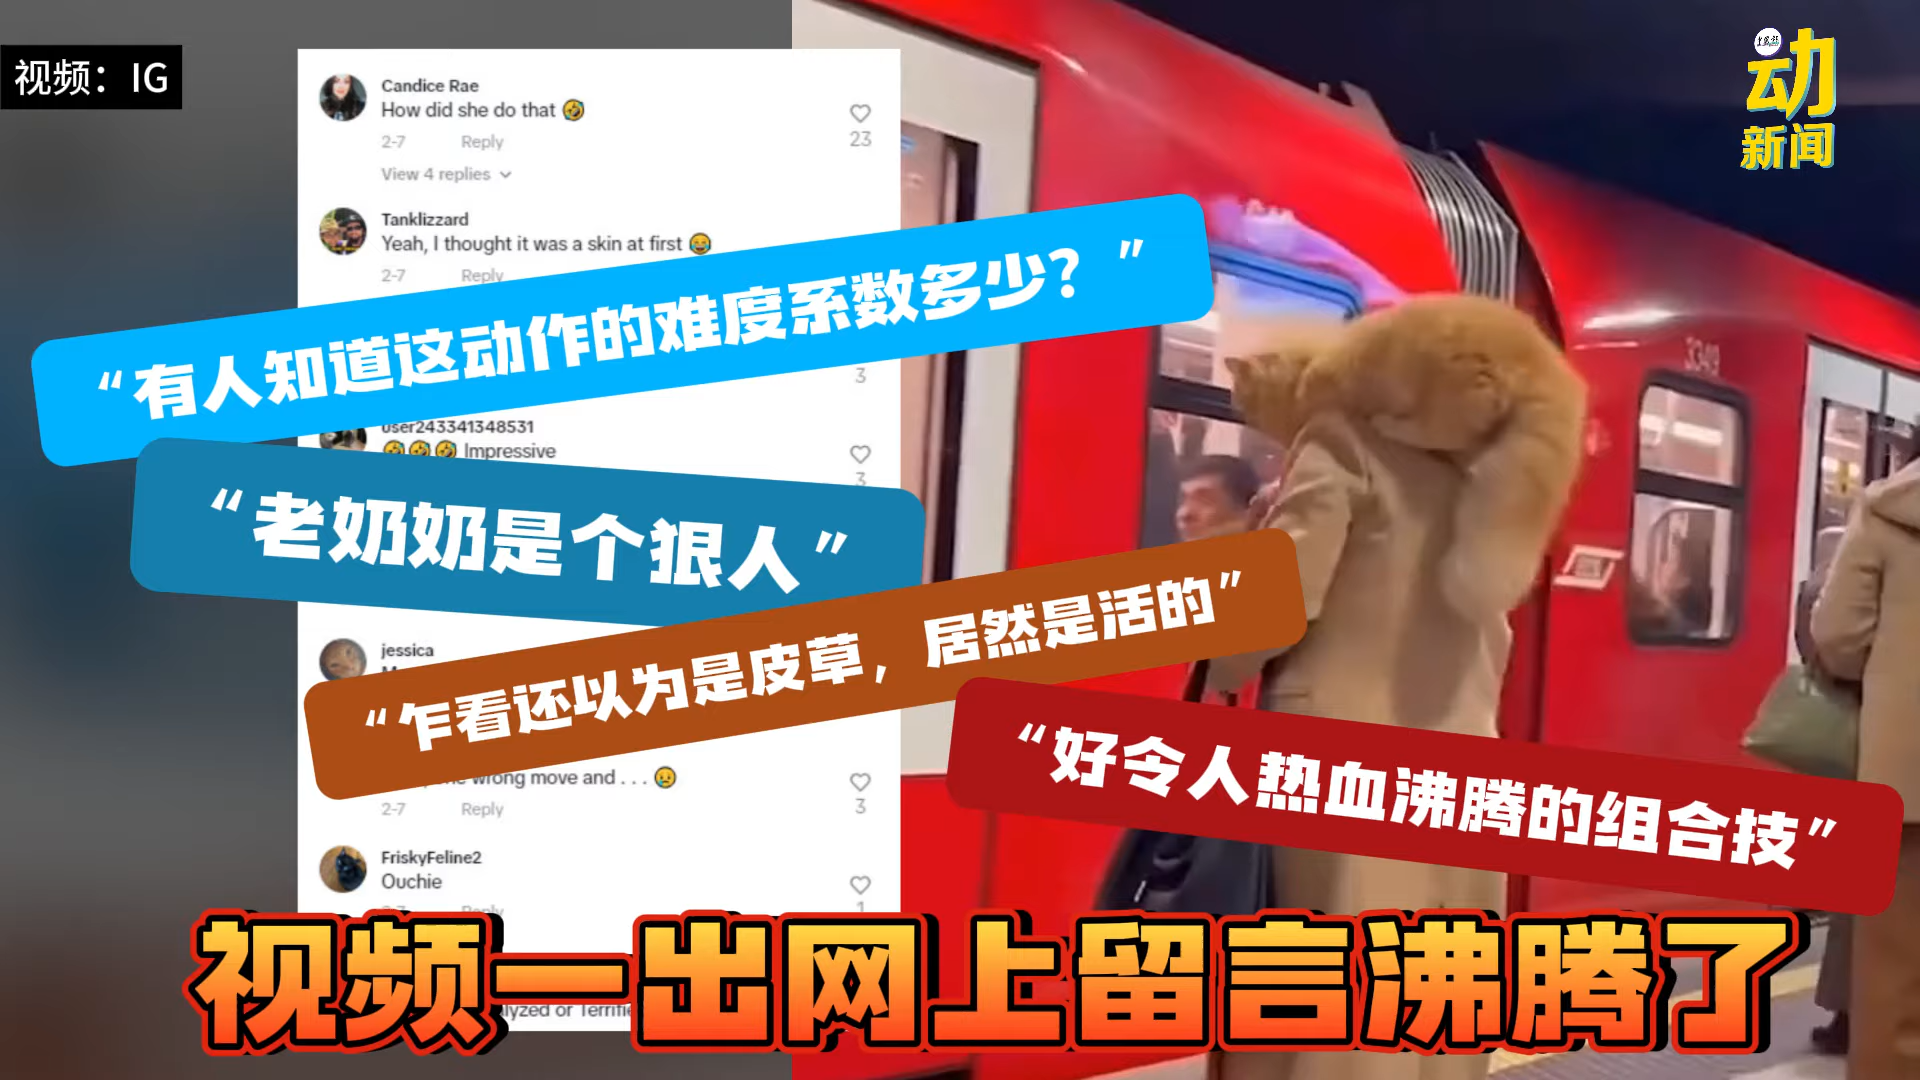 视频：IG
动
新闻
Candice Rae
How did she do that 🤣
2-7 Reply
23
View 4 replies
Tanklizzard
Yeah, I thought it was a skin at first 😂
2-7 Reply
“有人知道这动作的难度系数多少？”
3
user243341348531
🤣🤣🤣 Impressive
3
“老奶奶是个狠人”
jessica
“乍看还以为是皮草，居然是活的”
wrong move and . . . 😢
2-7 Reply
3
“好令人热血沸腾的组合技”
FriskyFeline2
Ouchie
1
Reply
视频一出网上留言沸腾了
lyzed or Terrifie
3349